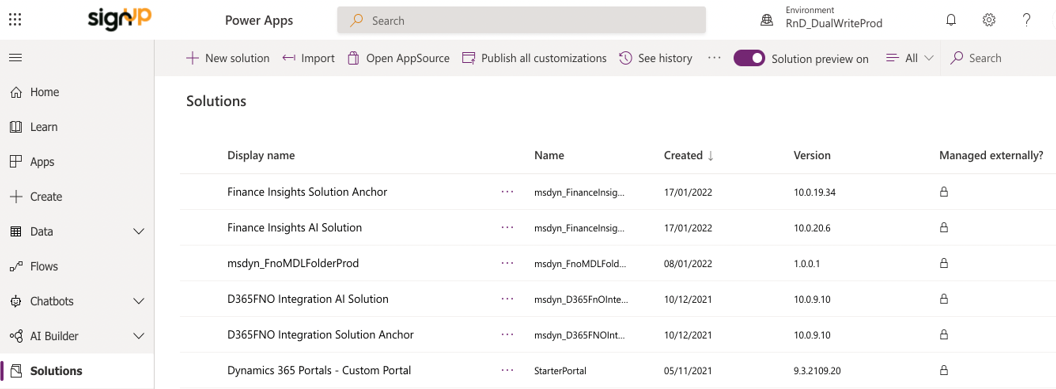 signUP Power Apps Search Environment
RnD_DualWriteProd ?
New solution Import Open AppSource Publish all customizations See history ... Solution preview on All Search
Home
Learn
Apps
Create
Data
Flows
Chatbots
AI Builder
Solutions
Solutions
Display name Name Created ↓ Version Managed externally?
Finance Insights Solution Anchor ... msdyn_FinanceInsig... 17/01/2022 10.0.19.34
Finance Insights AI Solution ... msdyn_FinanceInsig... 17/01/2022 10.0.20.6
msdyn_FnoMDLFolderProd ... msdyn_FnoMDLFold... 08/01/2022 1.0.0.1
D365FNO Integration AI Solution ... msdyn_D365FnOInte... 10/12/2021 10.0.9.10
D365FNO Integration Solution Anchor ... msdyn_D365FNOInt... 10/12/2021 10.0.9.10
Dynamics 365 Portals - Custom Portal ... StarterPortal 05/11/2021 9.3.2109.20